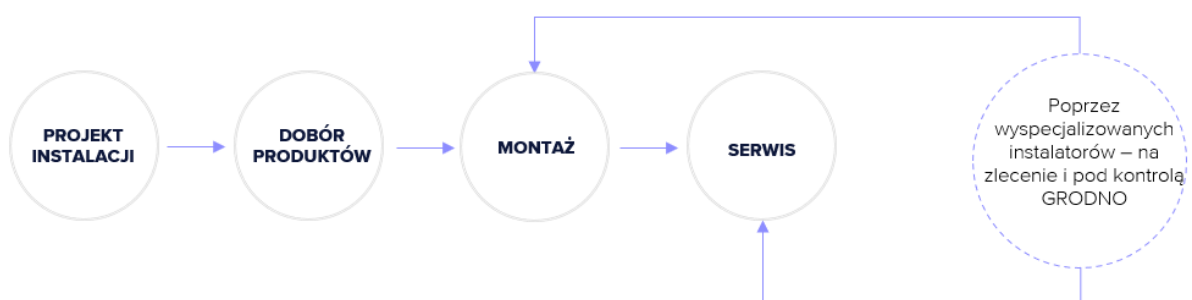 PROJEKT
INSTALACJI
DOBÓR
PRODUKTÓW
MONTAŻ
SERWIS
Poprzez
wyspecjalizowanych
instalatorów – na
zlecenie i pod kontrolą
GRODNO